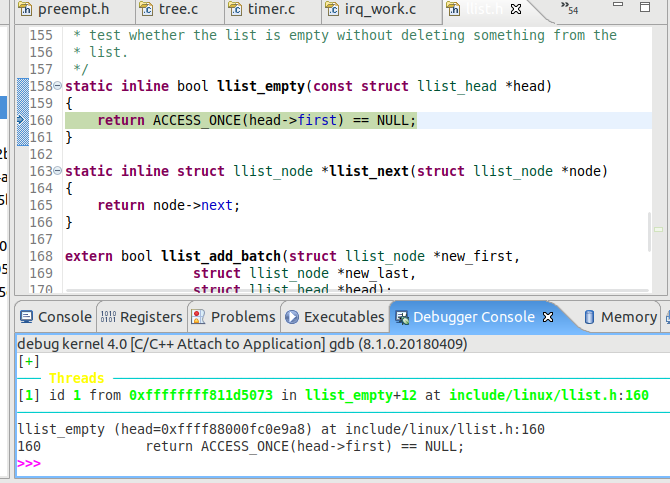 preempt.h tree.c timer.c irq_work.c llist.h »54
155 * test whether the list is empty without deleting something from the
156 * list.
157 */
158 static inline bool llist_empty(const struct llist_head *head)
159 {
160 return ACCESS_ONCE(head->first) == NULL;
161 }
162
163 static inline struct llist_node *llist_next(struct llist_node *node)
164 {
165 return node->next;
166 }
167
168 extern bool llist_add_batch(struct llist_node *new_first,
169 struct llist_node *new_last,
170 struct llist_head *head);
Console Registers Problems Executables Debugger Console Memory
debug kernel 4.0 [C/C++ Attach to Application] gdb (8.1.0.20180409)
[+]
Threads
[1] id 1 from 0xffffffff811d5073 in llist_empty+12 at include/linux/llist.h:160
llist_empty (head=0xffff88000fc0e9a8) at include/linux/llist.h:160
160 return ACCESS_ONCE(head->first) == NULL;
>>>